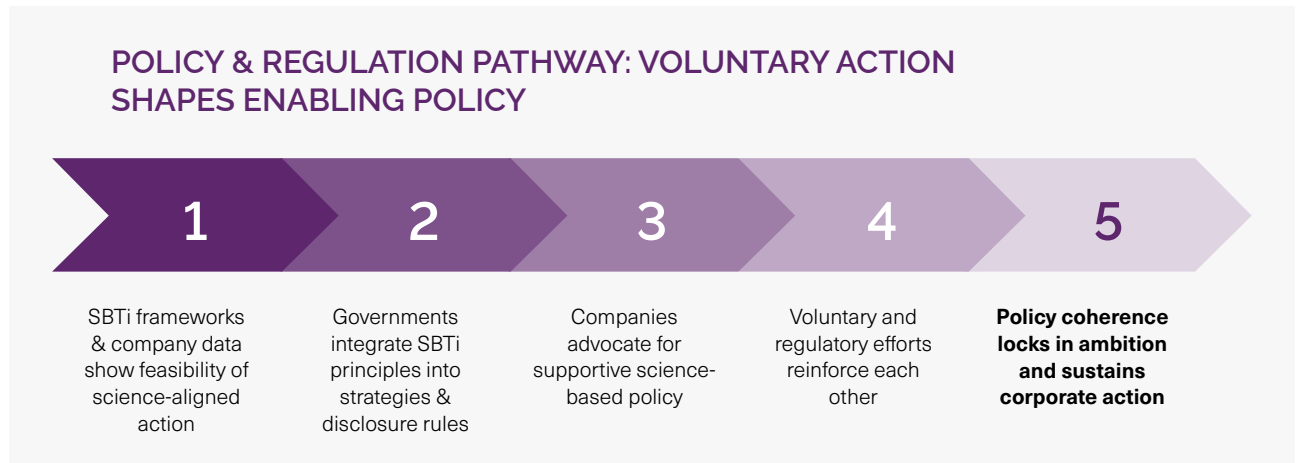 POLICY & REGULATION PATHWAY: VOLUNTARY ACTION
SHAPES ENABLING POLICY
1
SBTi frameworks
& company data
show feasibility of
science-aligned
action
2
Governments
integrate SBTi
principles into
strategies &
disclosure rules
3
Companies
advocate for
supportive science-
based policy
4
Voluntary and
regulatory efforts
reinforce each
other
5
Policy coherence
locks in ambition
and sustains
corporate action